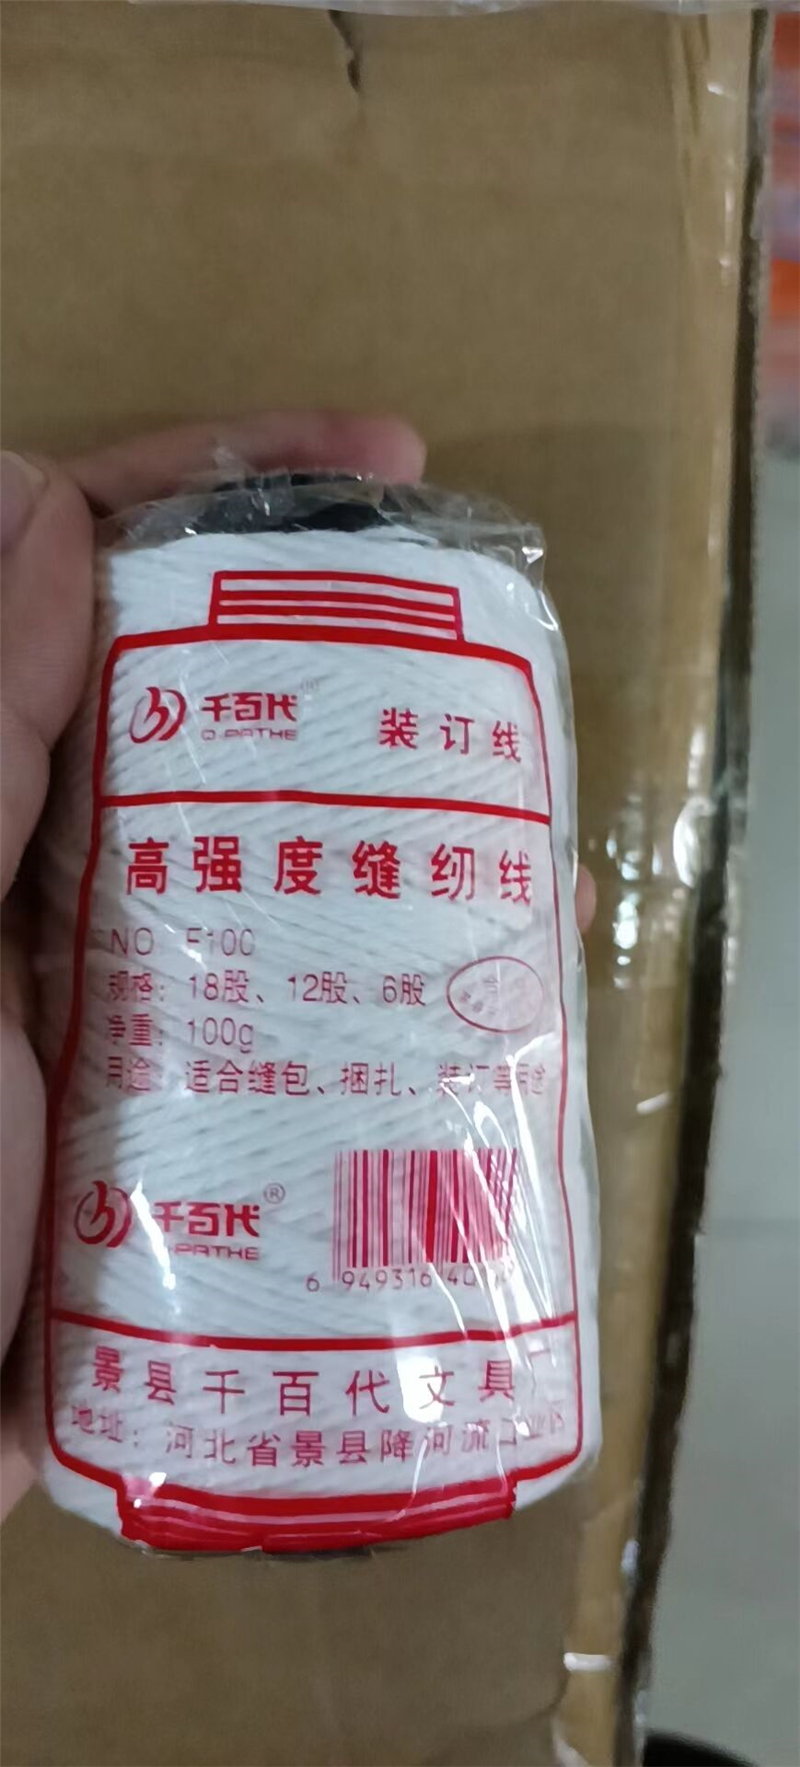 千百代
Q·PATHE
装订线
高强度缝纫线
NO F100
规格：18股、12股、6股
净重：100g
用途：适合缝包、捆扎、装订等用途
千百代®
Q·PATHE
6 949316
景县千百代文具厂
地址：河北省景县降河流工业区